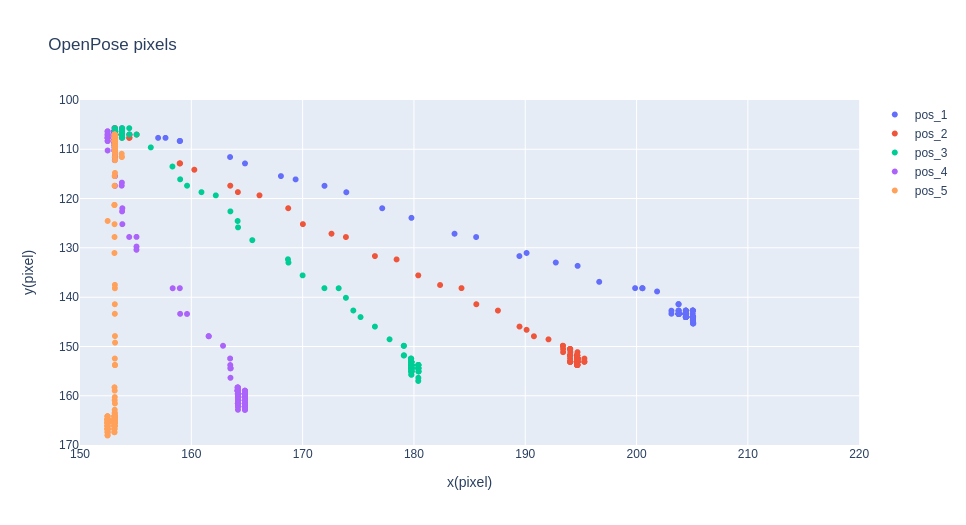 OpenPose pixels
100
110
120
130
140
150
160
170
150 160 170 180 190 200 210 220
x(pixel)
y(pixel)
pos_1
pos_2
pos_3
pos_4
pos_5